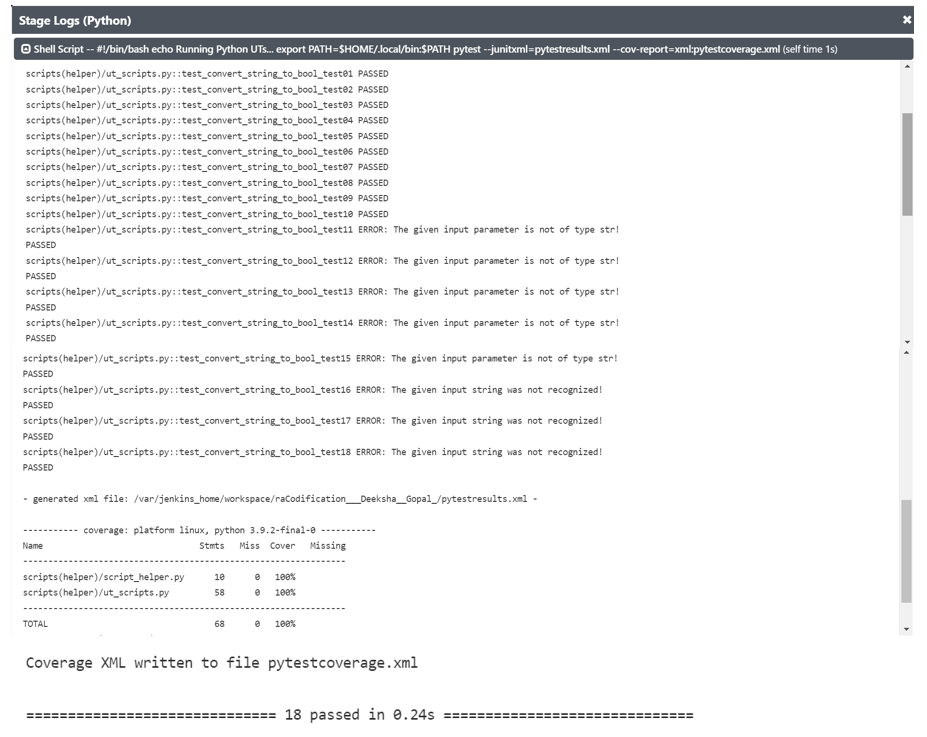 Stage Logs (Python)
Shell Script -- #!/bin/bash echo Running Python UTs... export PATH=$HOME/.local/bin:$PATH pytest --junitxml=pytestresults.xml --cov-report=xml:pytestcoverage.xml (self time 1s)
scripts(helper)/ut_scripts.py::test_convert_string_to_bool_test01 PASSED
scripts(helper)/ut_scripts.py::test_convert_string_to_bool_test02 PASSED
scripts(helper)/ut_scripts.py::test_convert_string_to_bool_test03 PASSED
scripts(helper)/ut_scripts.py::test_convert_string_to_bool_test04 PASSED
scripts(helper)/ut_scripts.py::test_convert_string_to_bool_test05 PASSED
scripts(helper)/ut_scripts.py::test_convert_string_to_bool_test06 PASSED
scripts(helper)/ut_scripts.py::test_convert_string_to_bool_test07 PASSED
scripts(helper)/ut_scripts.py::test_convert_string_to_bool_test08 PASSED
scripts(helper)/ut_scripts.py::test_convert_string_to_bool_test09 PASSED
scripts(helper)/ut_scripts.py::test_convert_string_to_bool_test10 PASSED
scripts(helper)/ut_scripts.py::test_convert_string_to_bool_test11 ERROR: The given input parameter is not of type str!
PASSED
scripts(helper)/ut_scripts.py::test_convert_string_to_bool_test12 ERROR: The given input parameter is not of type str!
PASSED
scripts(helper)/ut_scripts.py::test_convert_string_to_bool_test13 ERROR: The given input parameter is not of type str!
PASSED
scripts(helper)/ut_scripts.py::test_convert_string_to_bool_test14 ERROR: The given input parameter is not of type str!
PASSED
scripts(helper)/ut_scripts.py::test_convert_string_to_bool_test15 ERROR: The given input parameter is not of type str!
PASSED
scripts(helper)/ut_scripts.py::test_convert_string_to_bool_test16 ERROR: The given input string was not recognized!
PASSED
scripts(helper)/ut_scripts.py::test_convert_string_to_bool_test17 ERROR: The given input string was not recognized!
PASSED
scripts(helper)/ut_scripts.py::test_convert_string_to_bool_test18 ERROR: The given input string was not recognized!
PASSED
- generated xml file: /var/jenkins_home/workspace/raCodification___Deeksha__Gopal_/pytestresults.xml -
----------- coverage: platform linux, python 3.9.2-final-0 -----------
Name Stmts Miss Cover Missing
----------------------------------------------------------------
scripts(helper)/script_helper.py 10 0 100%
scripts(helper)/ut_scripts.py 58 0 100%
----------------------------------------------------------------
TOTAL 68 0 100%
Coverage XML written to file pytestcoverage.xml
============================== 18 passed in 0.24s ==============================